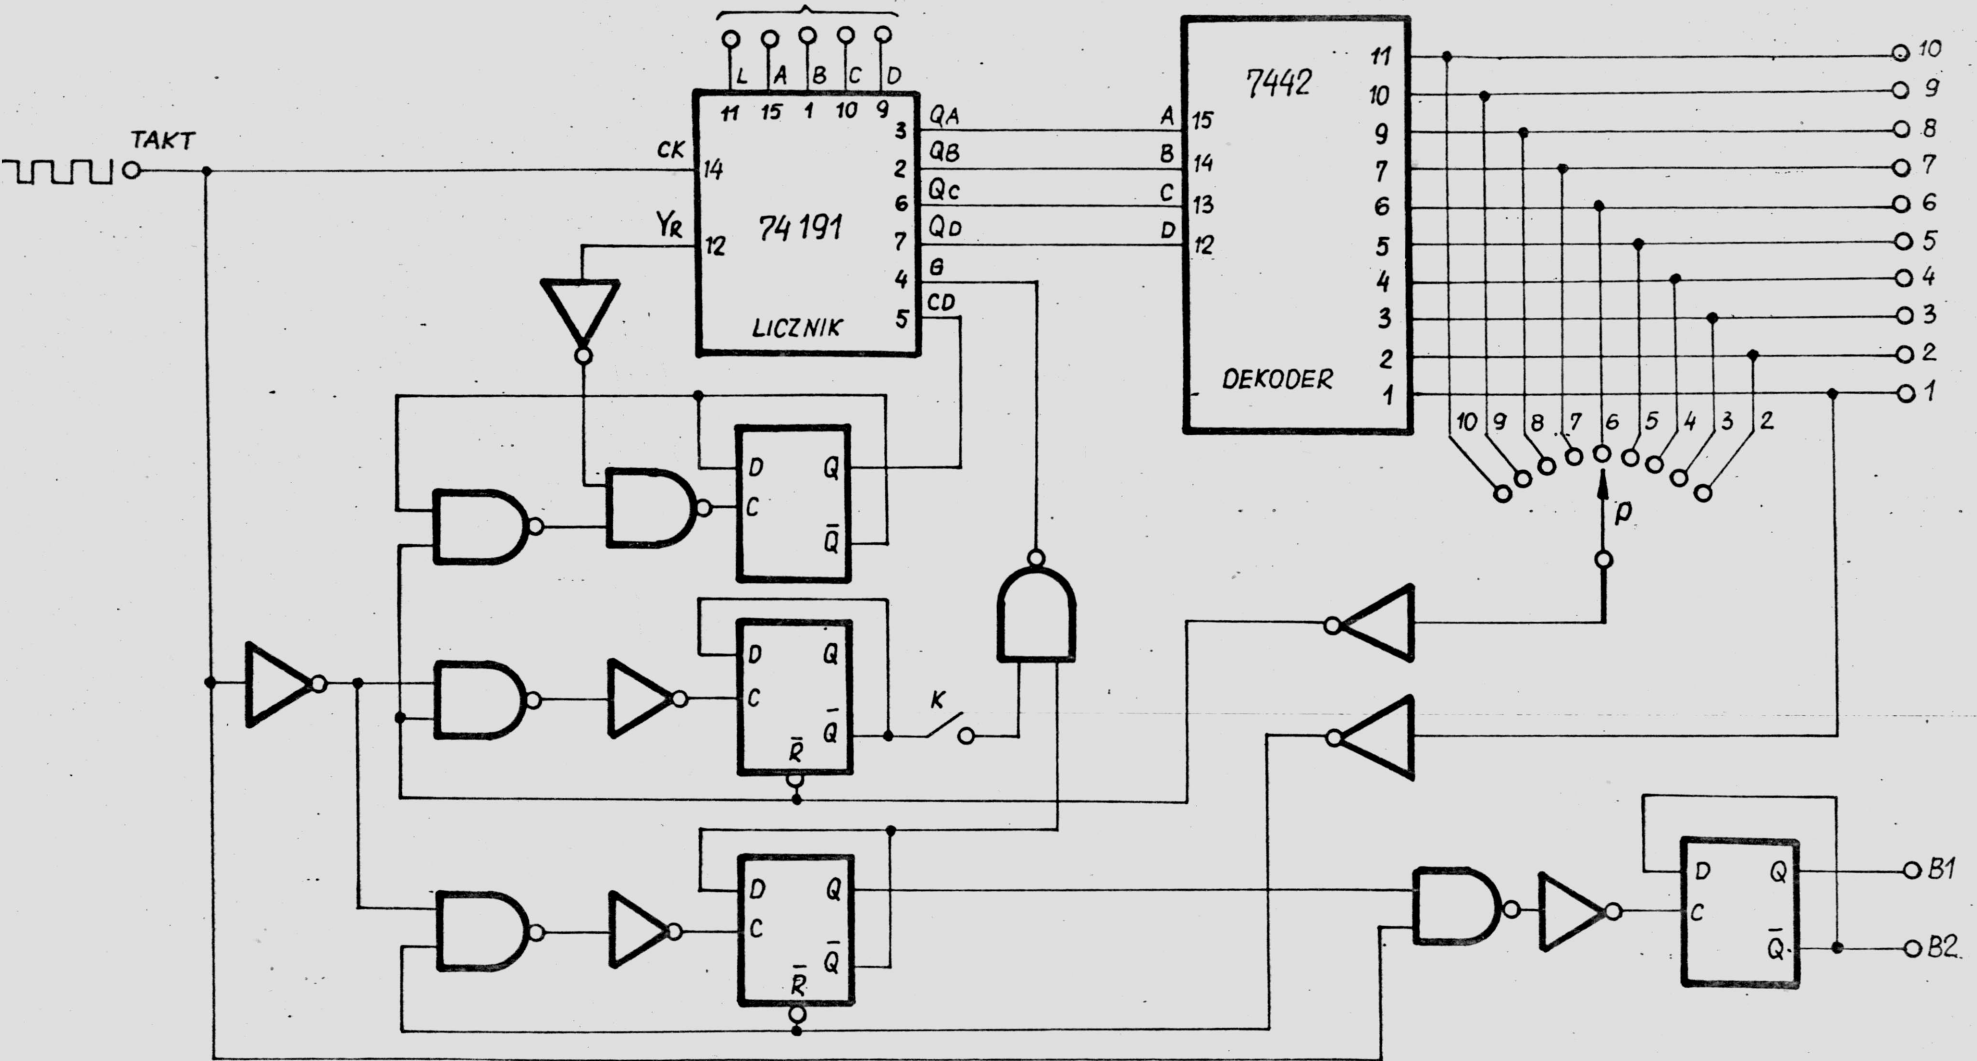 TAKT
L A B C D
11 15 1 10 9
CK 14
YR 12
74191
LICZNIK
3 QA
2 QB
6 QC
7 QD
4 G
5 CD
A 15
B 14
C 13
D 12
7442
DEKODER
11 10
10 9
9 8
7 7
6 6
5 5
4 4
3 3
2 2
1 1
10 9 8 7 6 5 4 3 2
P
D Q
C
Q̅
D Q
C
Q̅
R̅
K
D Q
C
Q̅
R̅
D Q B1
C
Q̅ B2